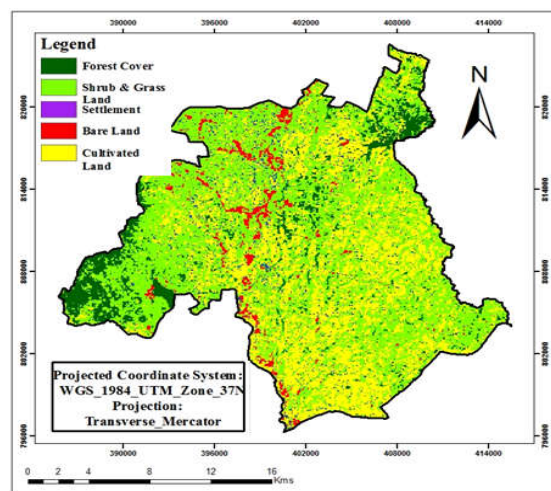 390000 396000 402000 408000 414000
Legend
Forest Cover
Shrub & Grass
Land
Settlement
Bare Land
Cultivated
Land
N
820000 820000
814000 814000
808000 808000
802000 802000
796000 796000
Projected Coordinate System:
WGS_1984_UTM_Zone_37N
Projection:
Transverse_Mercator
390000 396000 402000 408000 414000
0 1 2 4 8 12 16
Kms